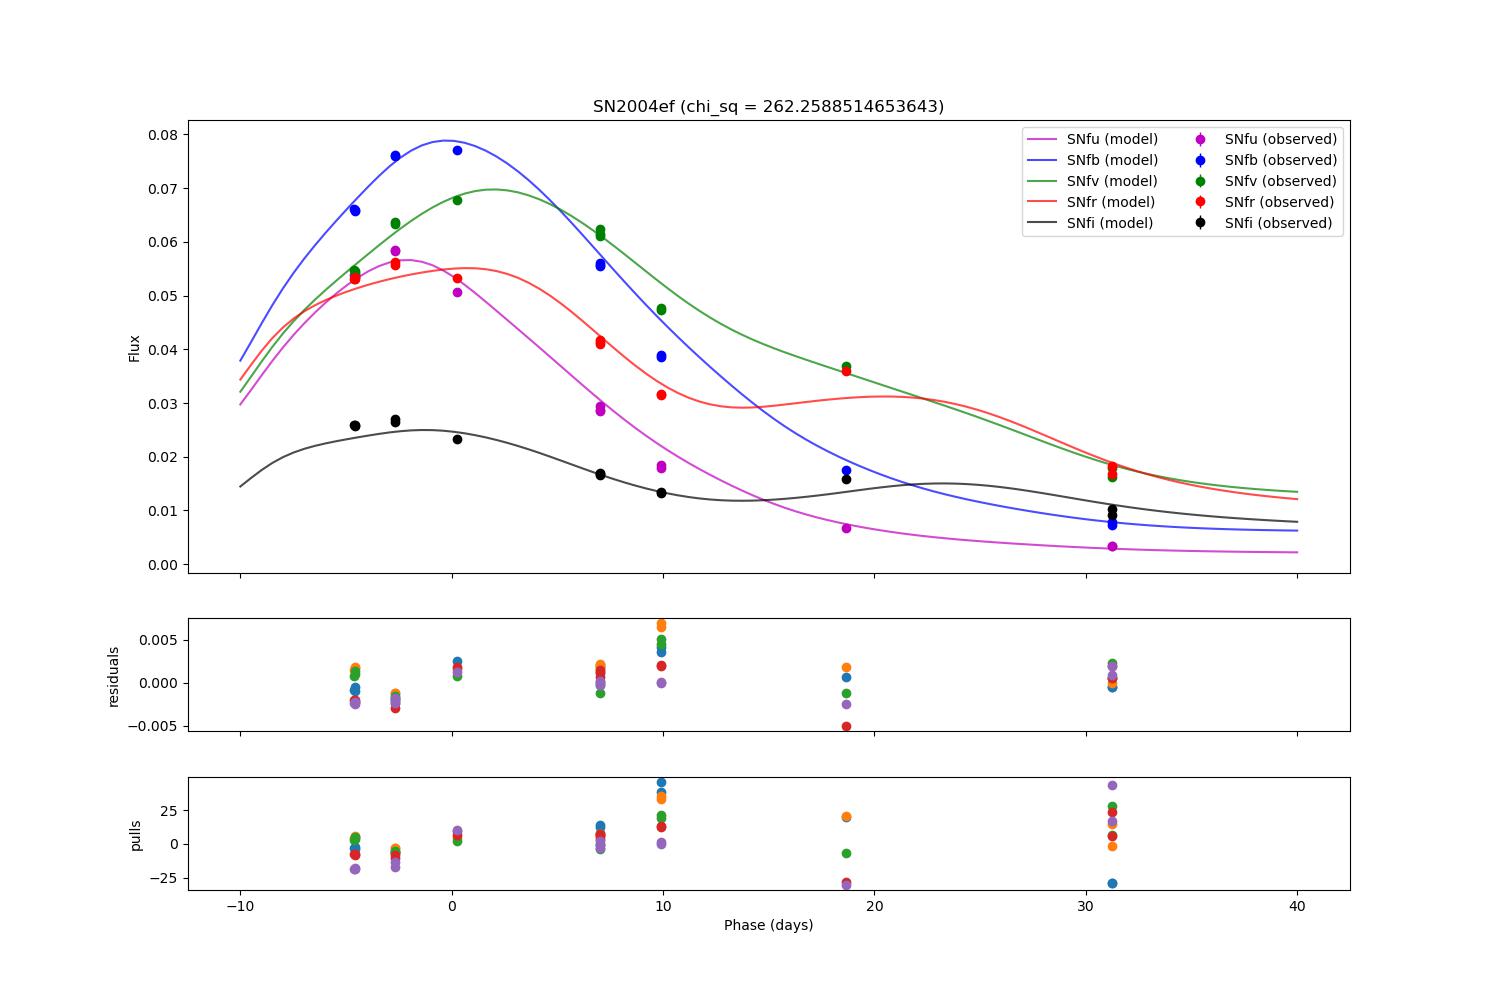 SN2004ef (chi_sq = 262.2588514653643)
0.08
0.07
0.06
0.05
0.04
0.03
0.02
0.01
0.00
Flux
SNfu (model)
SNfb (model)
SNfv (model)
SNfr (model)
SNfi (model)
SNfu (observed)
SNfb (observed)
SNfv (observed)
SNfr (observed)
SNfi (observed)
0.005
0.000
−0.005
residuals
25
0
−25
pulls
−10
0
10
20
30
40
Phase (days)